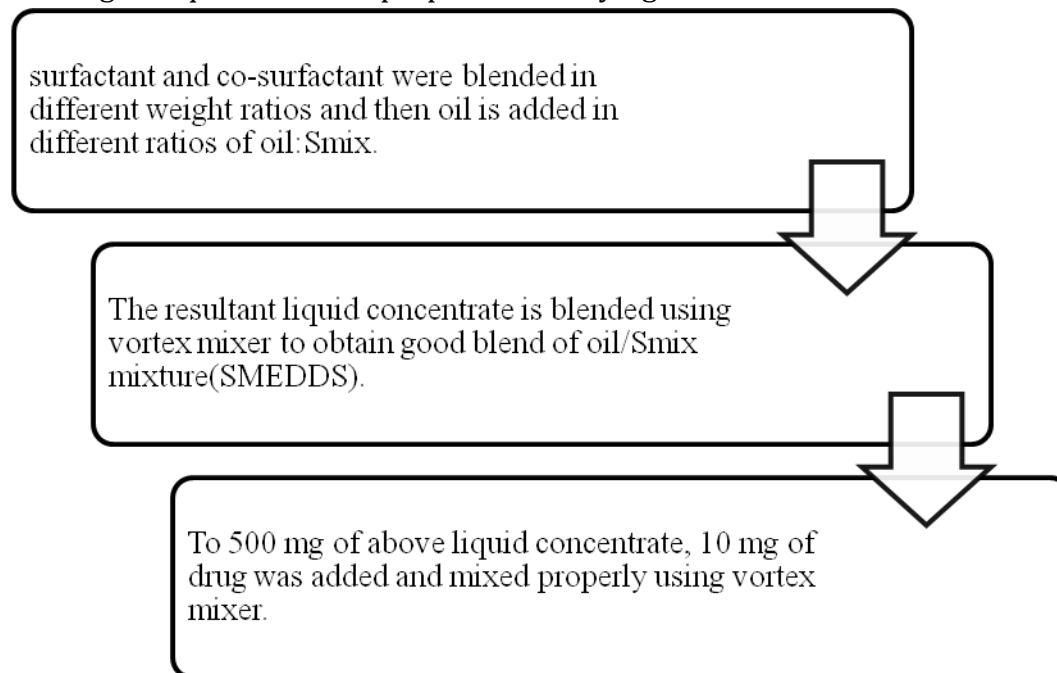 surfactant and co-surfactant were blended in
different weight ratios and then oil is added in
different ratios of oil:Smix.
The resultant liquid concentrate is blended using
vortex mixer to obtain good blend of oil/Smix
mixture(SMEDDS).
To 500 mg of above liquid concentrate, 10 mg of
drug was added and mixed properly using vortex
mixer.